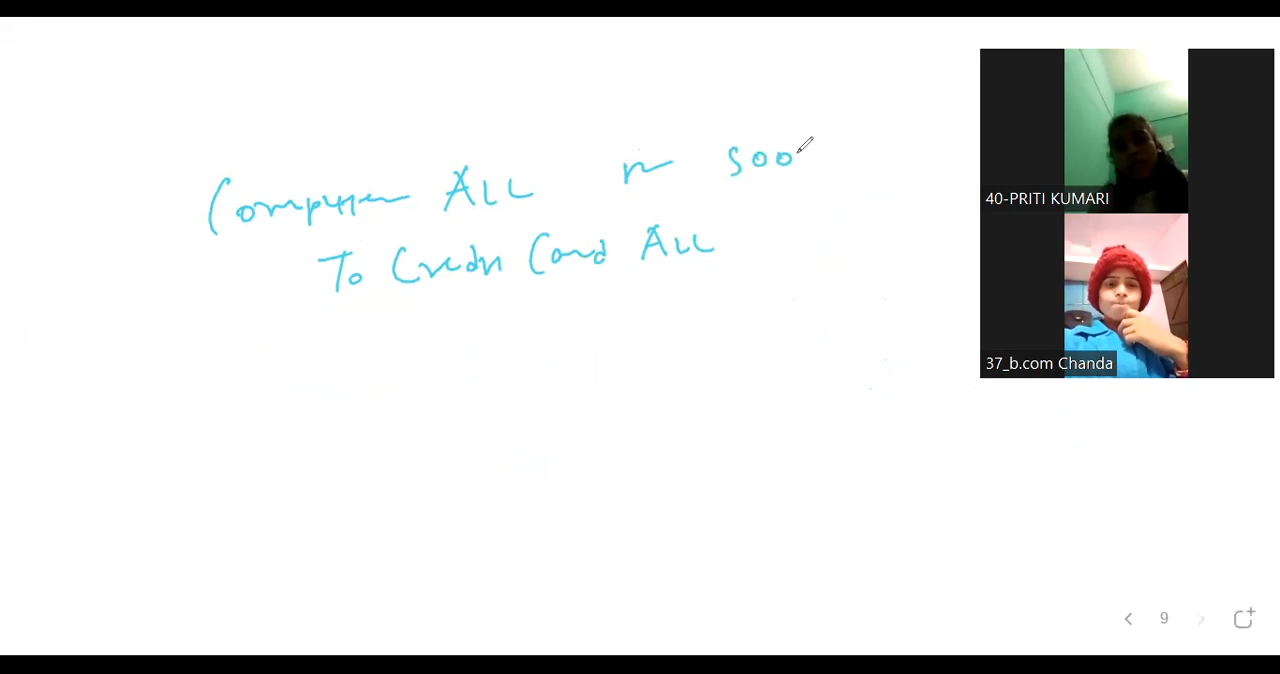 Computer A/c Dr 500
To Credit Card A/c
40-PRITI KUMARI
37_b.com Chanda
9